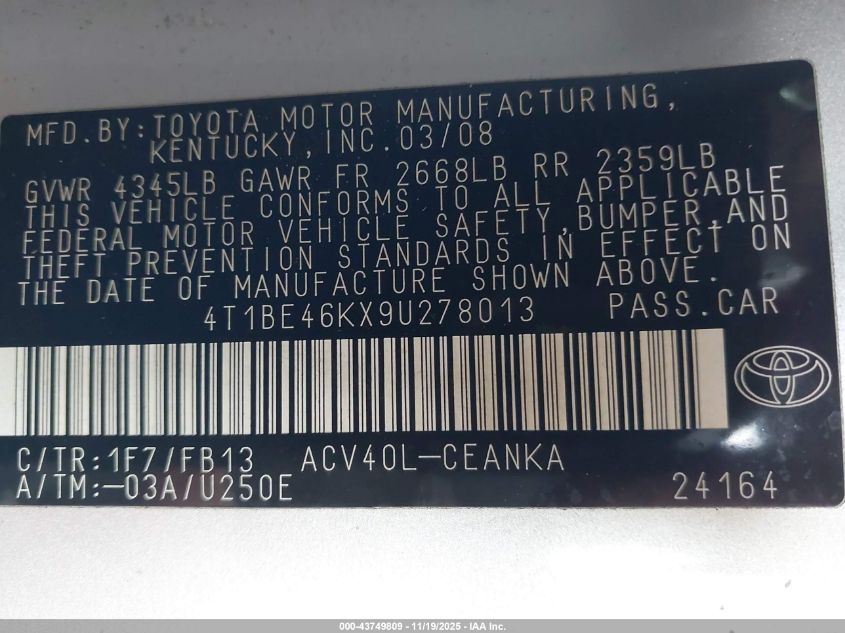 MFD.BY:TOYOTA MOTOR MANUFACTURING,
KENTUCKY,INC.03/08
GVWR 4345LB GAWR FR 2668LB RR 2359LB
THIS VEHICLE CONFORMS TO ALL APPLICABLE
FEDERAL MOTOR VEHICLE SAFETY,BUMPER,AND
THEFT PREVENTION STANDARDS IN EFFECT ON
THE DATE OF MANUFACTURE SHOWN ABOVE.
4T1BE46KX9U278013 PASS.CAR
C/TR:1F7/FB13 ACV40L-CEANKA
A/TM:-03A/U250E 24164
000-43749809 - 11/19/2025 - IAA Inc.